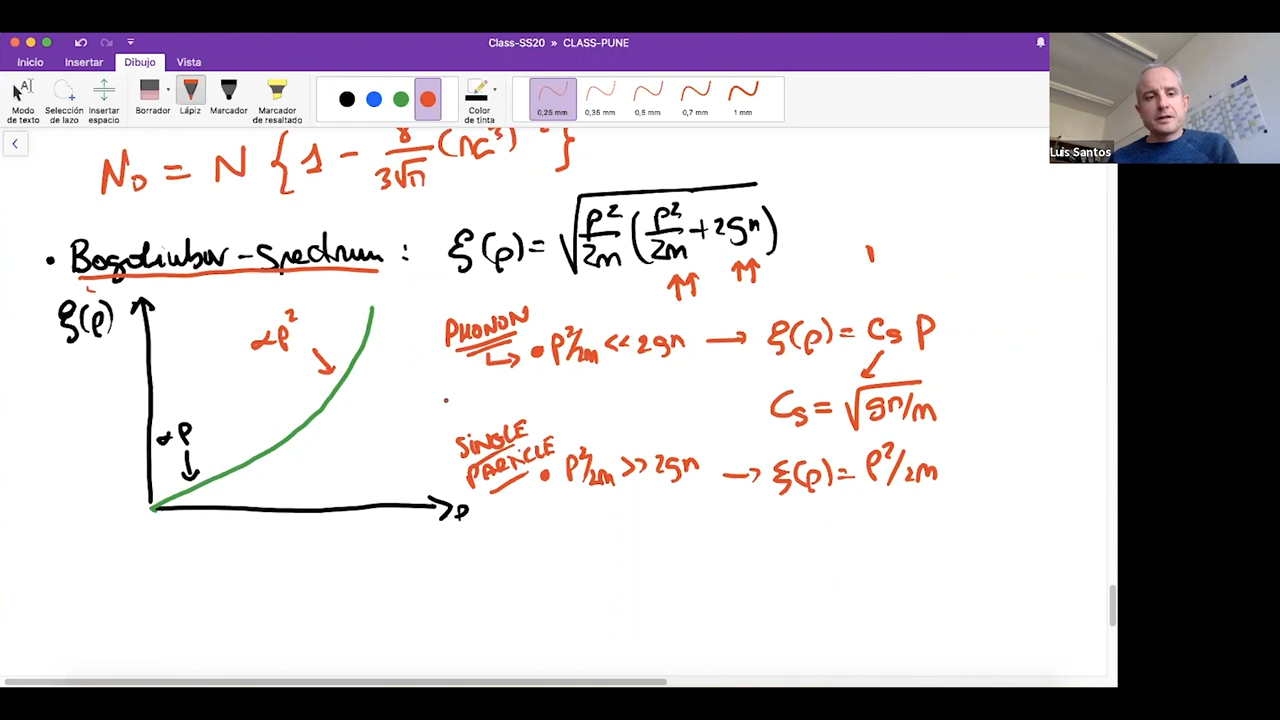 Class-SS20 » CLASS-PUNE
Inicio Insertar Dibujo Vista
Modo de texto
Selección de lazo
Insertar espacio
Borrador
Lápiz
Marcador
Marcador de resaltado
Color de tinta
0,25 mm 0,35 mm 0,5 mm 0,7 mm 1 mm
Luis Santos
N₀ = N {1 - 8/(3√π) (na³) }
• Bogoliubov-spectrum : ξ(p) = √(p²/2m (p²/2m + 2gn))
ξ(p)
∝p²
∝p
p
PHONON
• p²/2m << 2gn → ξ(p) = Cs p
Cs = √(gn/m)
SINGLE
PARTICLE • p²/2m >> 2gn → ξ(p) = p²/2m